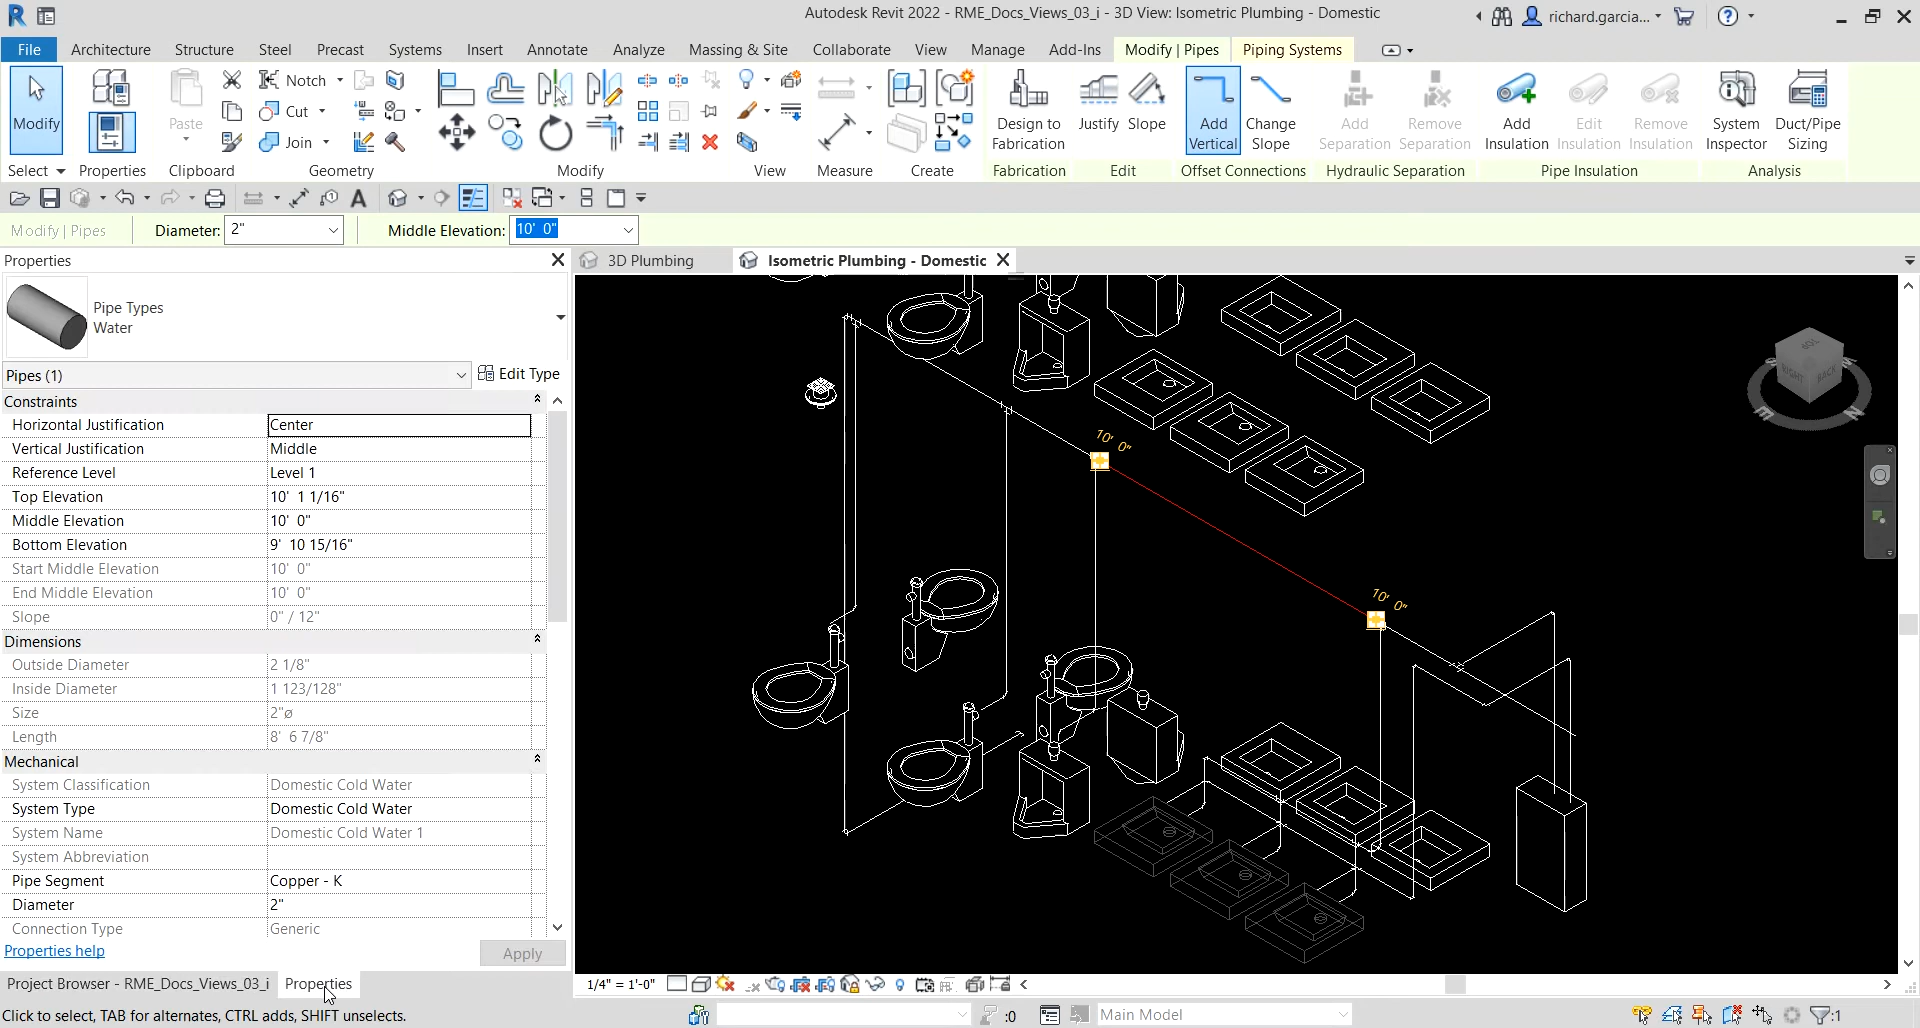 Autodesk Revit 2022 - RME_Docs_Views_03_i - 3D View: Isometric Plumbing - Domestic
richard.garcia...
File Architecture Structure Steel Precast Systems Insert Annotate Analyze Massing & Site Collaborate View Manage Add-Ins Modify | Pipes Piping Systems
Modify
Paste
Notch
Cut
Join
Design to Fabrication
Justify
Slope
Add Vertical
Change Slope
Add Separation
Remove Separation
Add Insulation
Edit Insulation
Remove Insulation
System Inspector
Duct/Pipe Sizing
Select Properties Clipboard Geometry Modify View Measure Create Fabrication Edit Offset Connections Hydraulic Separation Pipe Insulation Analysis
Modify | Pipes Diameter: 2" Middle Elevation: 10' 0"
Properties
3D Plumbing
Isometric Plumbing - Domestic
Pipe Types
Water
Pipes (1)
Edit Type
Constraints
Horizontal Justification Center
Vertical Justification Middle
Reference Level Level 1
Top Elevation 10' 1 1/16"
Middle Elevation 10' 0"
Bottom Elevation 9' 10 15/16"
Start Middle Elevation 10' 0"
End Middle Elevation 10' 0"
Slope 0" / 12"
Dimensions
Outside Diameter 2 1/8"
Inside Diameter 1 123/128"
Size 2"ø
Length 8' 6 7/8"
Mechanical
System Classification Domestic Cold Water
System Type Domestic Cold Water
System Name Domestic Cold Water 1
System Abbreviation
Pipe Segment Copper - K
Diameter 2"
Connection Type Generic
Properties help
Apply
10' 0"
10' 0"
TOP
RIGHT
BACK
E
N
Project Browser - RME_Docs_Views_03_i
Properties
1/4" = 1'-0"
Click to select, TAB for alternates, CTRL adds, SHIFT unselects.
:0
Main Model
:1